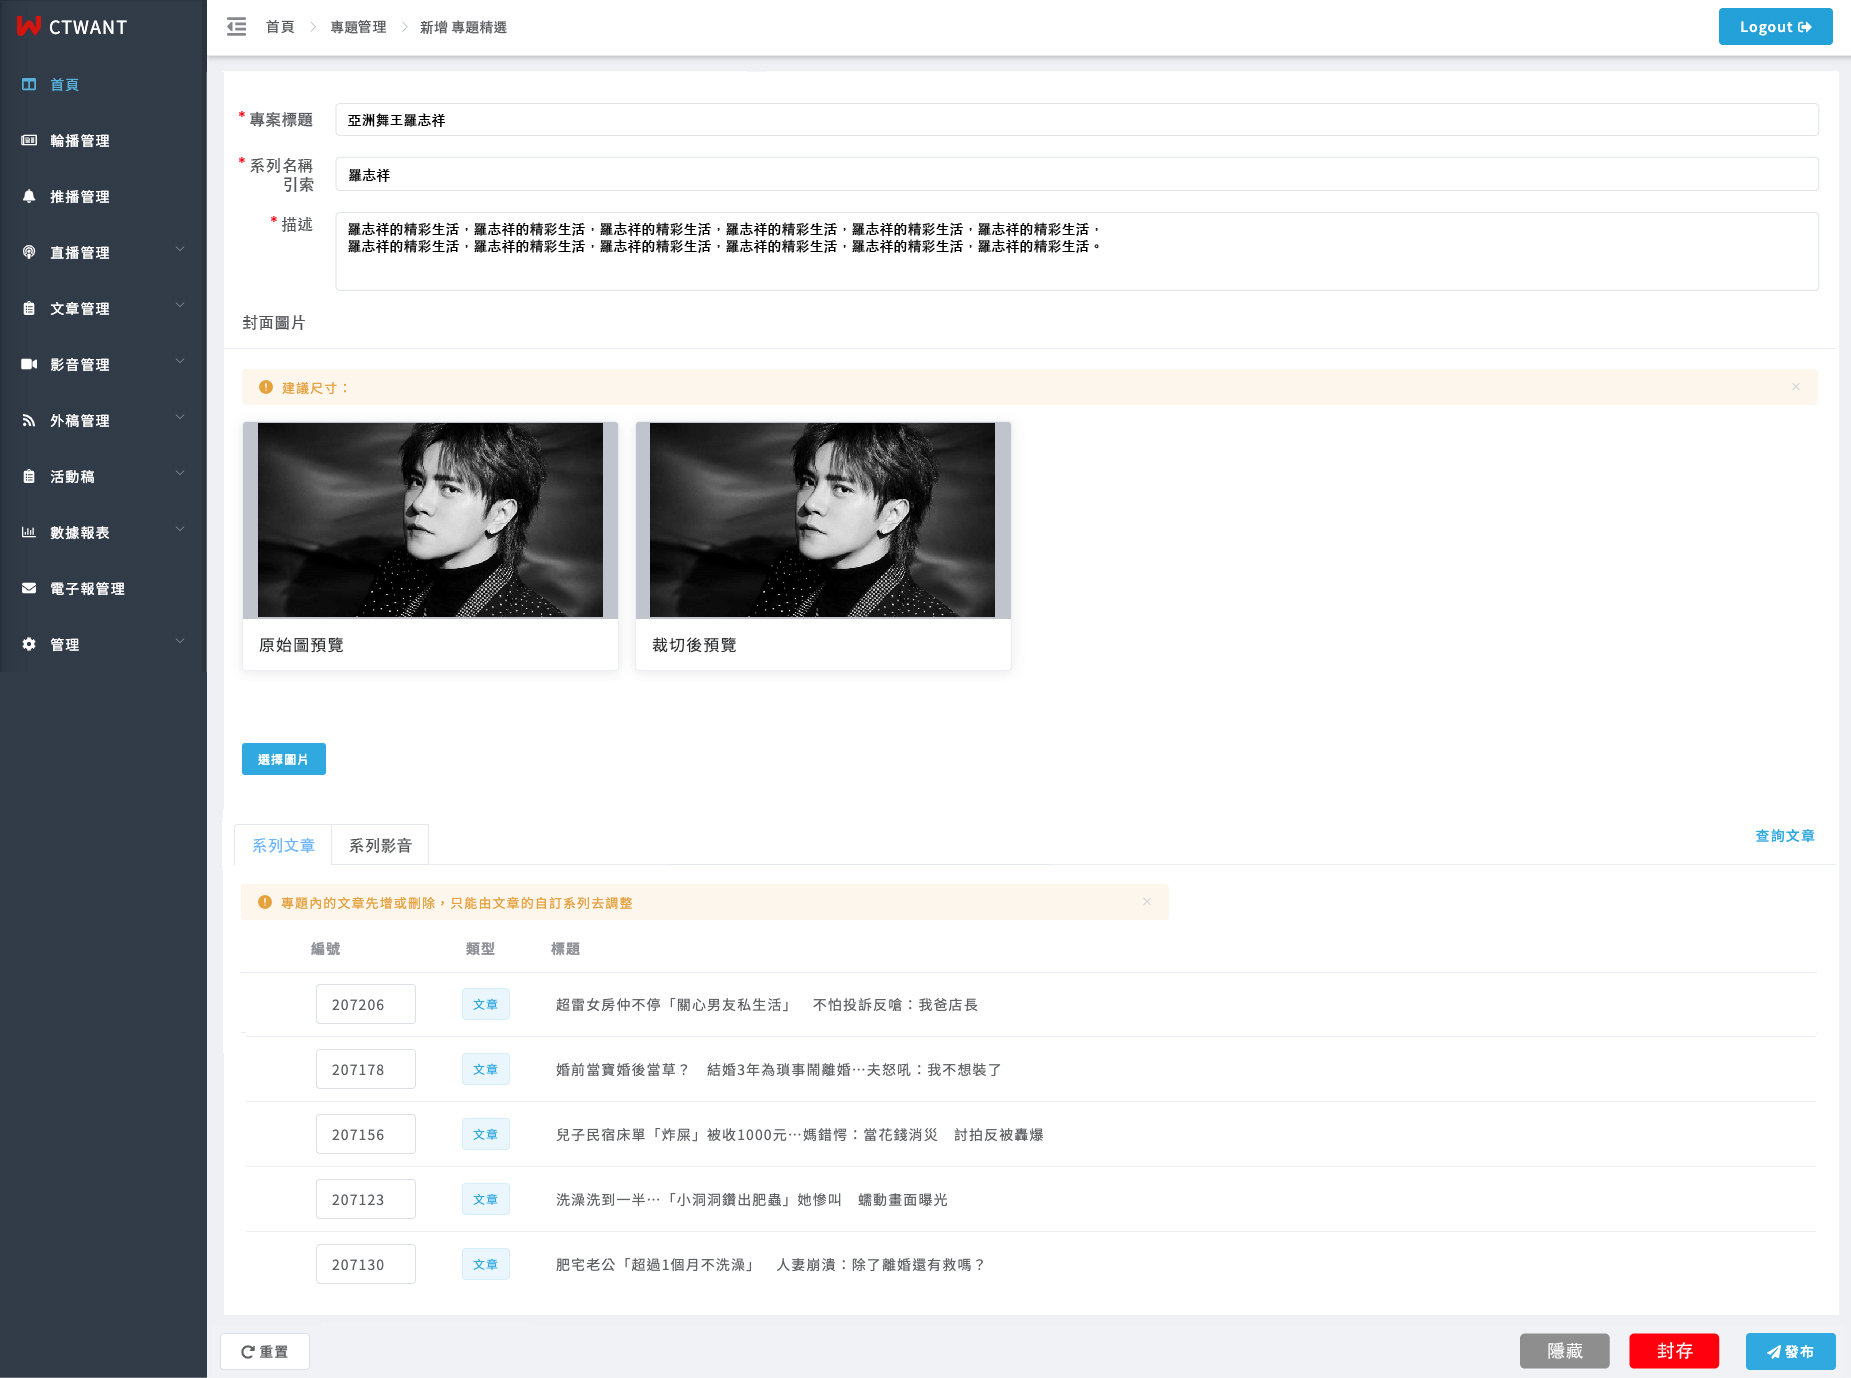 CTWANT
首頁
輪播管理
推播管理
直播管理
文章管理
影音管理
外稿管理
活動稿
數據報表
電子報管理
管理
首頁 > 專題管理 > 新增 專題精選
Logout
* 專案標題
亞洲舞王羅志祥
* 系列名稱
引索
羅志祥
* 描述
羅志祥的精彩生活，羅志祥的精彩生活，羅志祥的精彩生活，羅志祥的精彩生活，羅志祥的精彩生活，羅志祥的精彩生活，
羅志祥的精彩生活，羅志祥的精彩生活，羅志祥的精彩生活，羅志祥的精彩生活，羅志祥的精彩生活，羅志祥的精彩生活。
封面圖片
建議尺寸：
原始圖預覽
裁切後預覽
選擇圖片
系列文章
系列影音
查詢文章
專題內的文章先增或刪除，只能由文章的自訂系列去調整
編號 類型 標題
207206 文章 超雷女房仲不停「關心男友私生活」　不怕投訴反嗆：我爸店長
207178 文章 婚前當寶婚後當草？　結婚3年為瑣事鬧離婚…夫怒吼：我不想裝了
207156 文章 兒子民宿床單「炸屎」被收1000元…媽錯愕：當花錢消災　討拍反被轟爆
207123 文章 洗澡洗到一半…「小洞洞鑽出肥蟲」她慘叫　蠕動畫面曝光
207130 文章 肥宅老公「超過1個月不洗澡」　人妻崩潰：除了離婚還有救嗎？
重置
隱藏
封存
發布